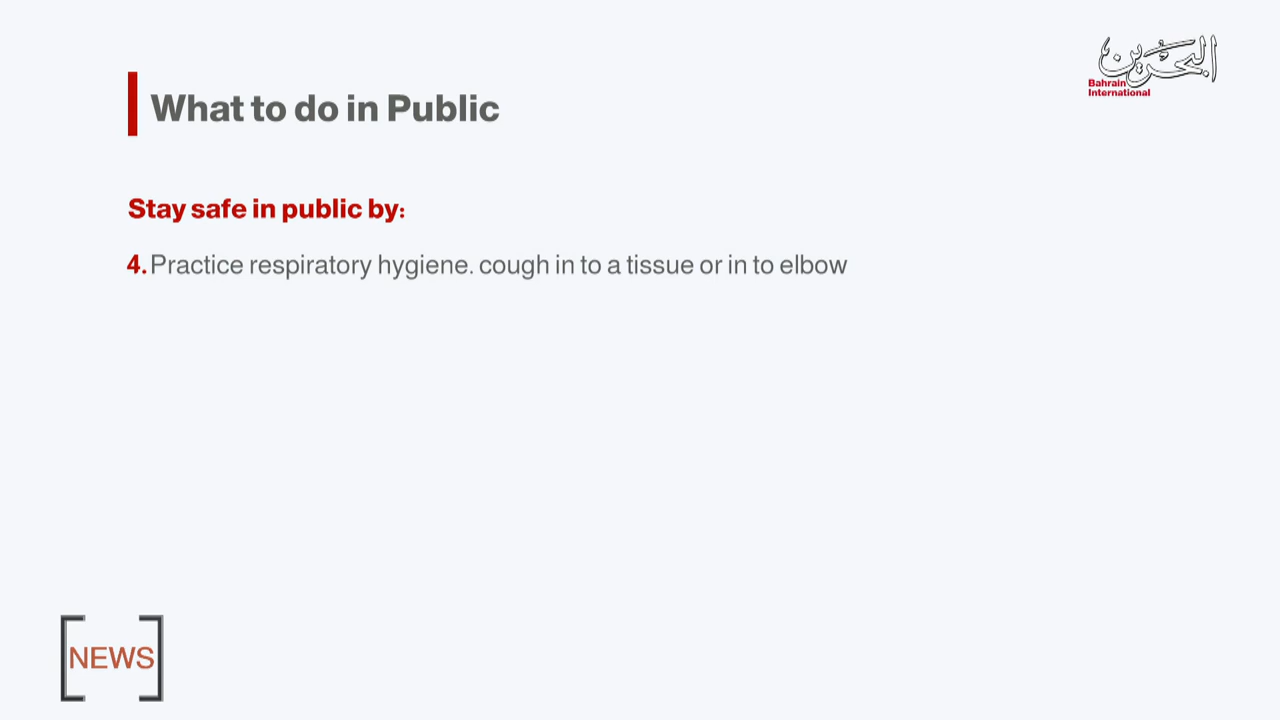 البحرين
Bahrain
International
What to do in Public
Stay safe in public by:
4. Practice respiratory hygiene. cough in to a tissue or in to elbow
NEWS